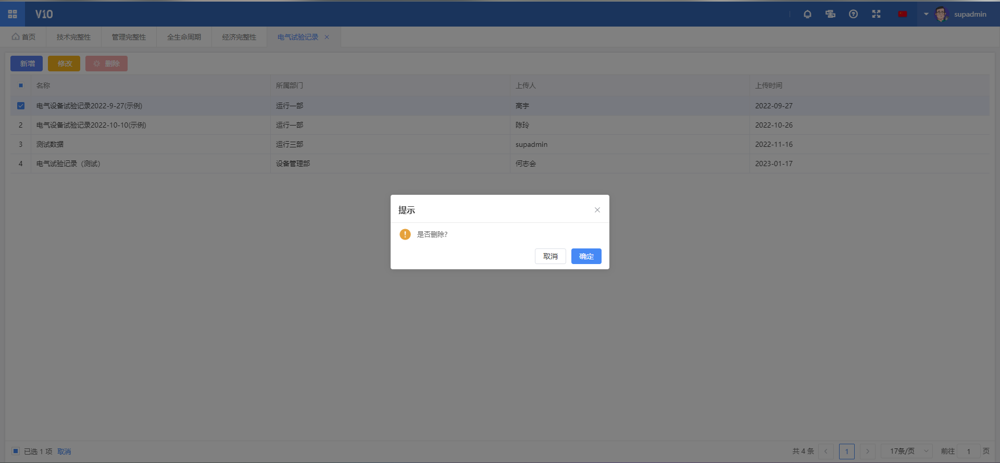 V10
supadmin
首页
技术完整性
管理完整性
全生命周期
经济完整性
电气试验记录
新增
修改
删除
名称 所属部门 上传人 上传时间
电气设备试验记录2022-9-27(示例) 运行一部 高宇 2022-09-27
2 电气设备试验记录2022-10-10(示例) 运行一部 陈玲 2022-10-26
3 测试数据 运行三部 supadmin 2022-11-16
4 电气试验记录（测试） 设备管理部 何志会 2023-01-17
提示
是否删除?
取消
确定
已选 1 项 取消
共 4 条 1 17条/页 前往 1 页